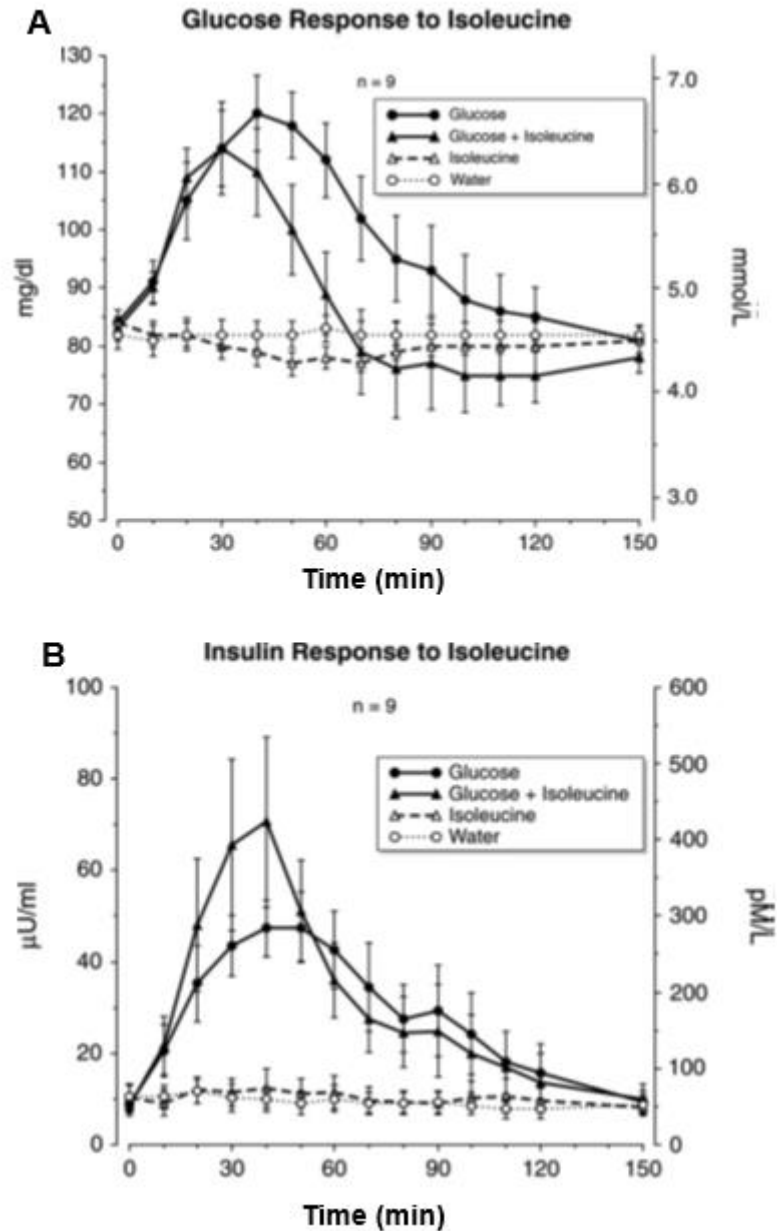 A
Glucose Response to Isoleucine
130
120
110
100
90
80
70
60
50
mg/dl
n = 9
Glucose
Glucose + Isoleucine
Isoleucine
Water
7.0
6.0
5.0
4.0
3.0
mmol/L
0 30 60 90 120 150
Time (min)
B
Insulin Response to Isoleucine
100
80
60
40
20
0
µU/ml
n = 9
Glucose
Glucose + Isoleucine
Isoleucine
Water
600
500
400
300
200
100
0
pM/L
0 30 60 90 120 150
Time (min)